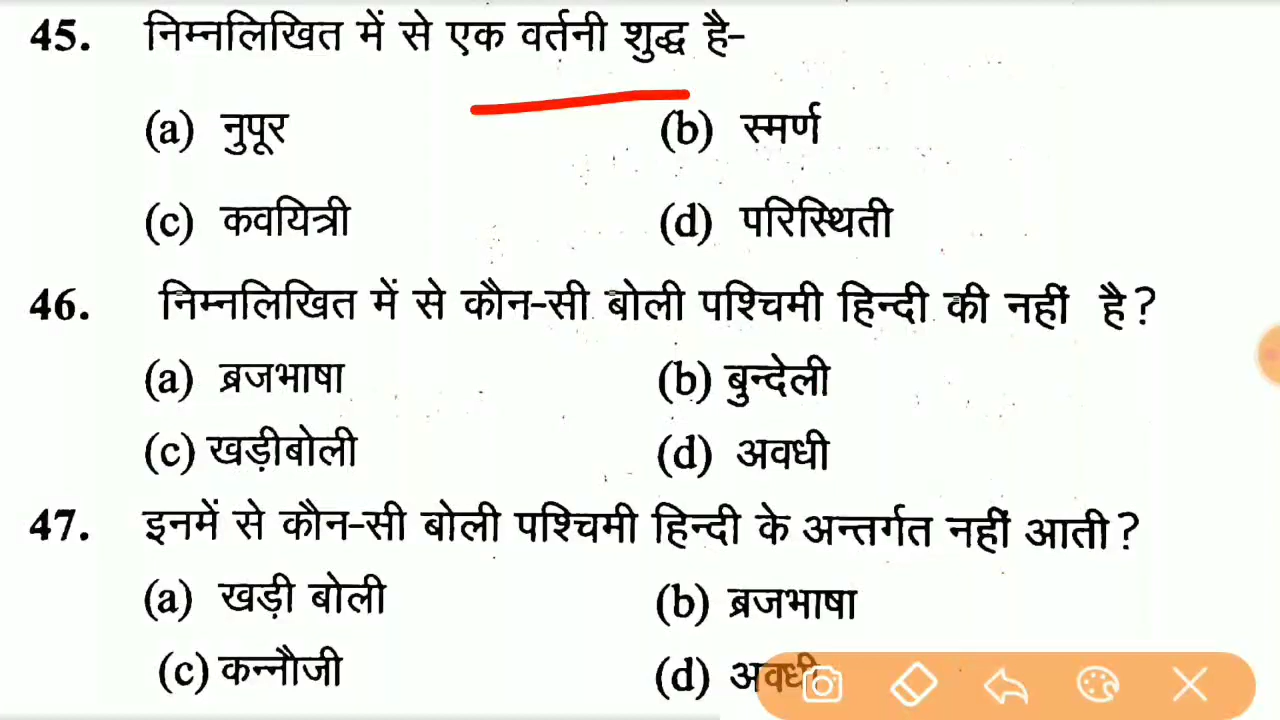 45. निम्नलिखित में से एक वर्तनी शुद्ध है-
(a) नुपूर (b) स्मर्ण
(c) कवयित्री (d) परिस्थिती
46. निम्नलिखित में से कौन-सी बोली पश्चिमी हिन्दी की नहीं है?
(a) ब्रजभाषा (b) बुन्देली
(c) खड़ीबोली (d) अवधी
47. इनमें से कौन-सी बोली पश्चिमी हिन्दी के अन्तर्गत नहीं आती?
(a) खड़ी बोली (b) ब्रजभाषा
(c) कन्नौजी (d) अवधी